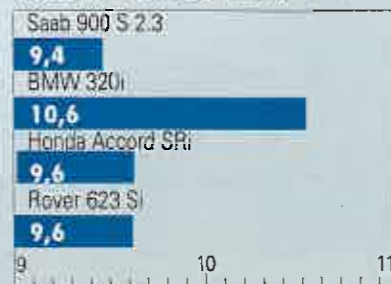 Saab 900 S 2.3
9,4
BMW 320i
10,6
Honda Accord SRi
9,6
Rover 623 Si
9,6
9 10 11